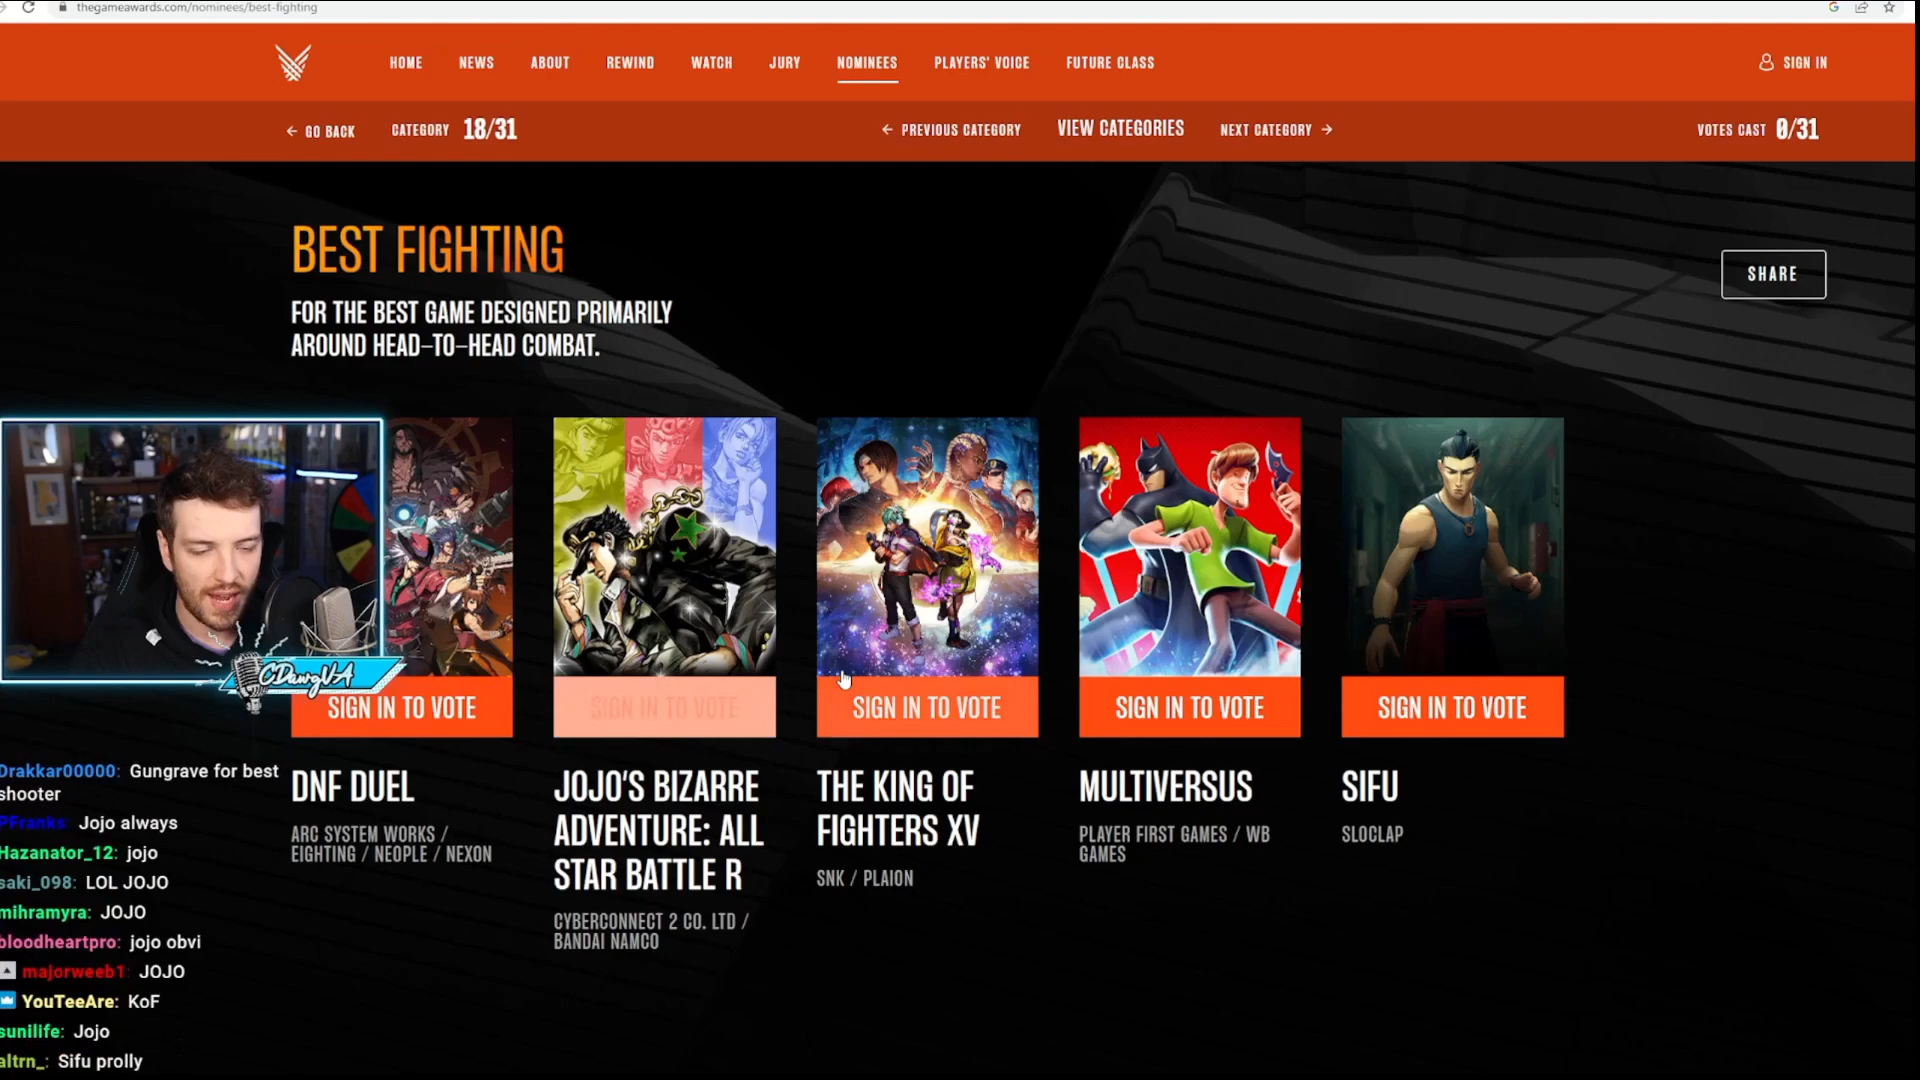 thegameawards.com/nominees/best-fighting
HOME
NEWS
ABOUT
REWIND
WATCH
JURY
NOMINEES
PLAYERS' VOICE
FUTURE CLASS
SIGN IN
GO BACK
CATEGORY 18/31
PREVIOUS CATEGORY
VIEW CATEGORIES
NEXT CATEGORY
VOTES CAST 0/31
BEST FIGHTING
FOR THE BEST GAME DESIGNED PRIMARILY
AROUND HEAD-TO-HEAD COMBAT.
SHARE
CDawgVA
SIGN IN TO VOTE
SIGN IN TO VOTE
SIGN IN TO VOTE
SIGN IN TO VOTE
SIGN IN TO VOTE
DNF DUEL
ARC SYSTEM WORKS /
EIGHTING / NEOPLE / NEXON
JOJO'S BIZARRE
ADVENTURE: ALL
STAR BATTLE R
CYBERCONNECT 2 CO. LTD /
BANDAI NAMCO
THE KING OF
FIGHTERS XV
SNK / PLAION
MULTIVERSUS
PLAYER FIRST GAMES / WB
GAMES
SIFU
SLOCLAP
Drakkar00000: Gungrave for best
shooter
PFranks: Jojo always
Hazanator_12: jojo
saki_098: LOL JOJO
mihramyra: JOJO
bloodheartpro: jojo obvi
majorweeb1: JOJO
YouTeeAre: KoF
sunilife: Jojo
altrn_: Sifu prolly